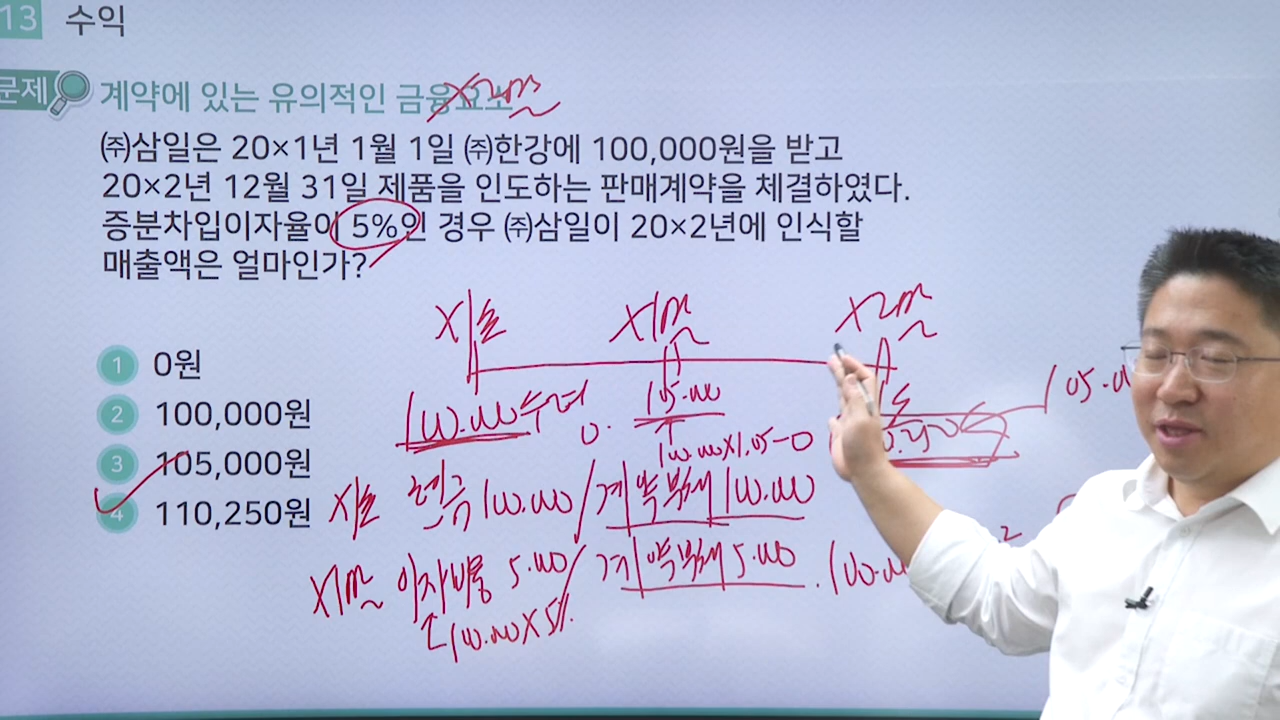 13 수익
문제 계약에 있는 유의적인 금융요소
X2말
㈜삼일은 20×1년 1월 1일 ㈜한강에 100,000원을 받고
20×2년 12월 31일 제품을 인도하는 판매계약을 체결하였다.
증분차입이자율이 5%인 경우 ㈜삼일이 20×2년에 인식할
매출액은 얼마인가?
X1초 X1말 X2말
1 0원
2 100,000원
3 105,000원
4 110,250원
100.000 수령 105.000
100.000×1.05
X1초 현금 100.000 / 계약부채 100.000
X1말 이자비용 5.000 / 계약부채 5.000
100.000×5%